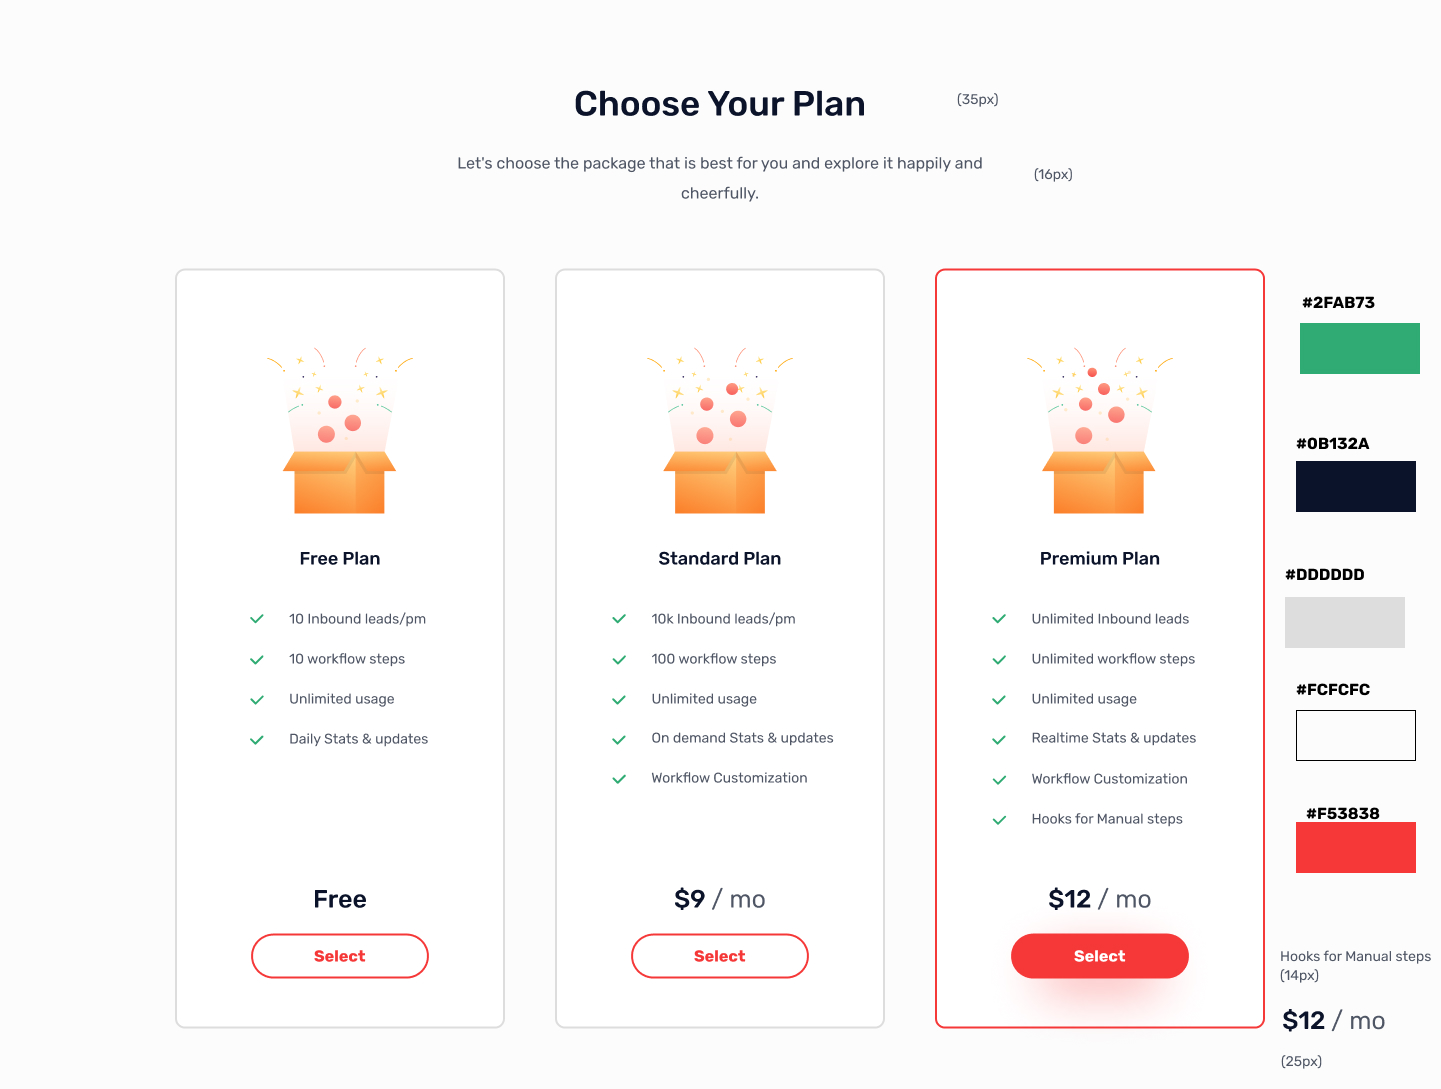 Choose Your Plan
(35px)
Let's choose the package that is best for you and explore it happily and
cheerfully.
(16px)
Free Plan
10 Inbound leads/pm
10 workflow steps
Unlimited usage
Daily Stats & updates
Free
Select
Standard Plan
10k Inbound leads/pm
100 workflow steps
Unlimited usage
On demand Stats & updates
Workflow Customization
$9 / mo
Select
Premium Plan
Unlimited Inbound leads
Unlimited workflow steps
Unlimited usage
Realtime Stats & updates
Workflow Customization
Hooks for Manual steps
$12 / mo
Select
#2FAB73
#0B132A
#DDDDDD
#FCFCFC
#F53838
Hooks for Manual steps
(14px)
$12 / mo
(25px)